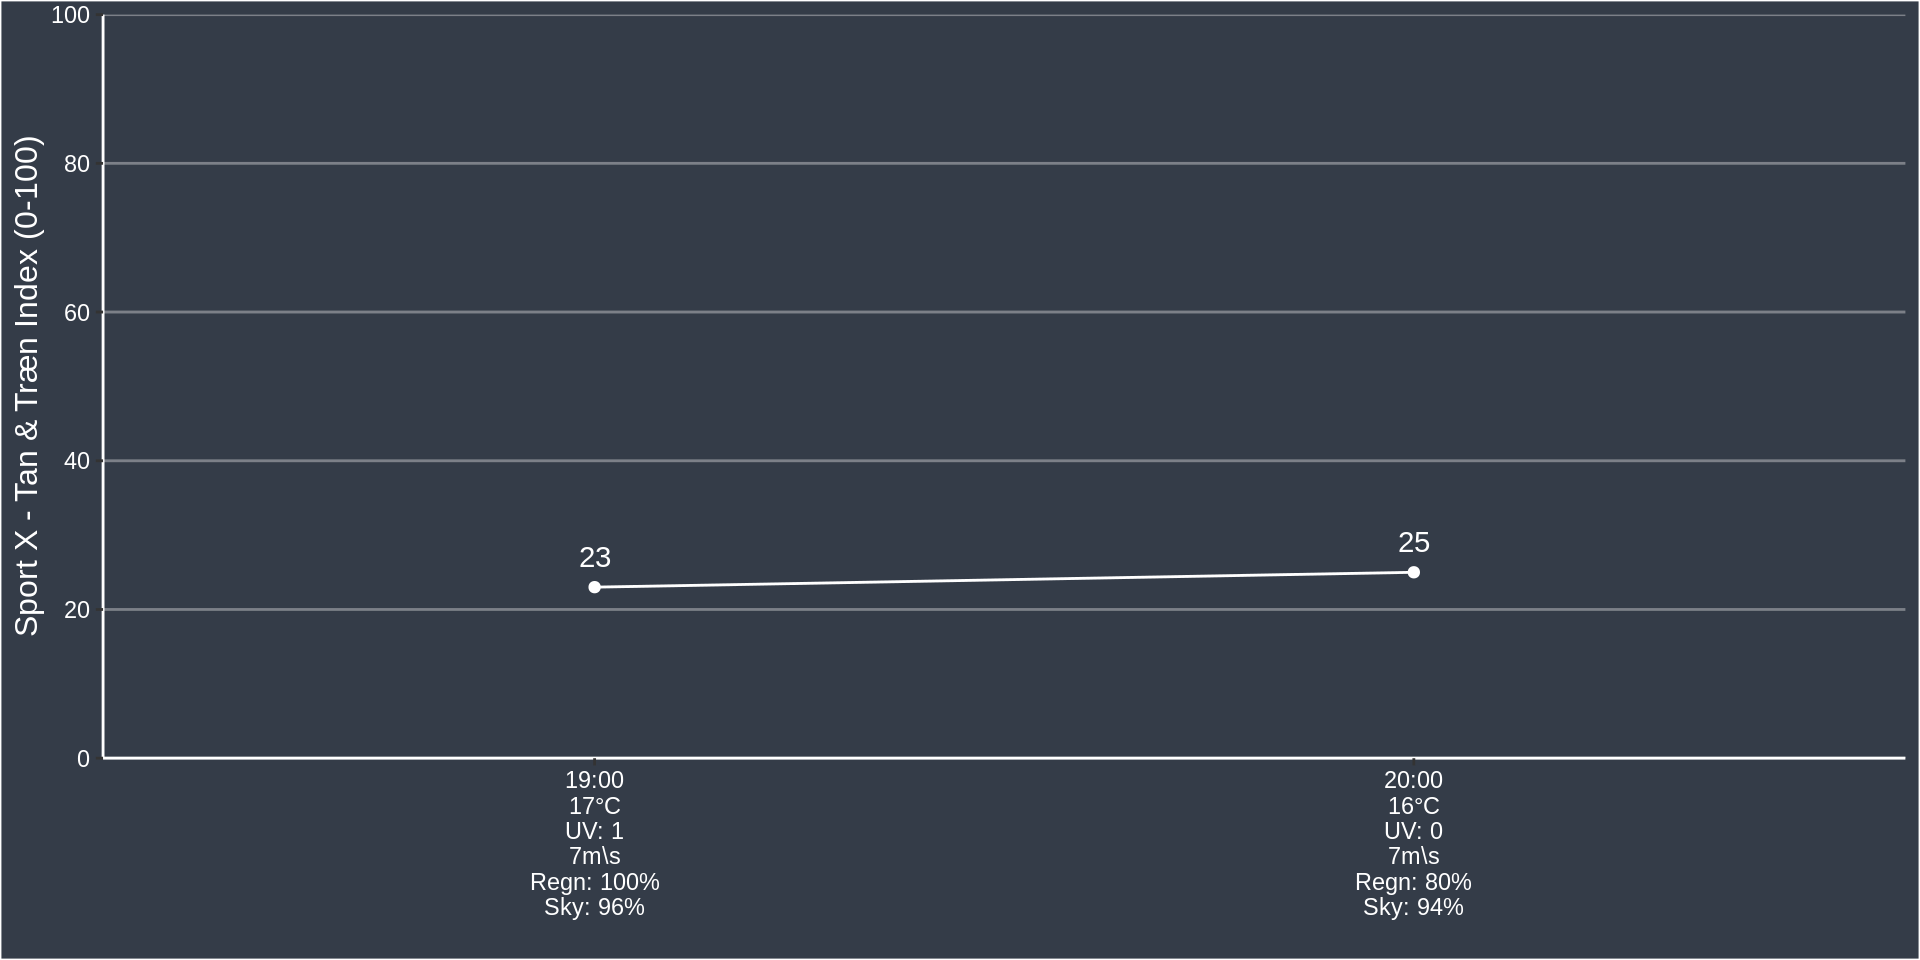 Sport X - Tan & Træn Index (0-100)
100
80
60
40
20
0
23
25
19:00
17°C
UV: 1
7m\s
Regn: 100%
Sky: 96%
20:00
16°C
UV: 0
7m\s
Regn: 80%
Sky: 94%